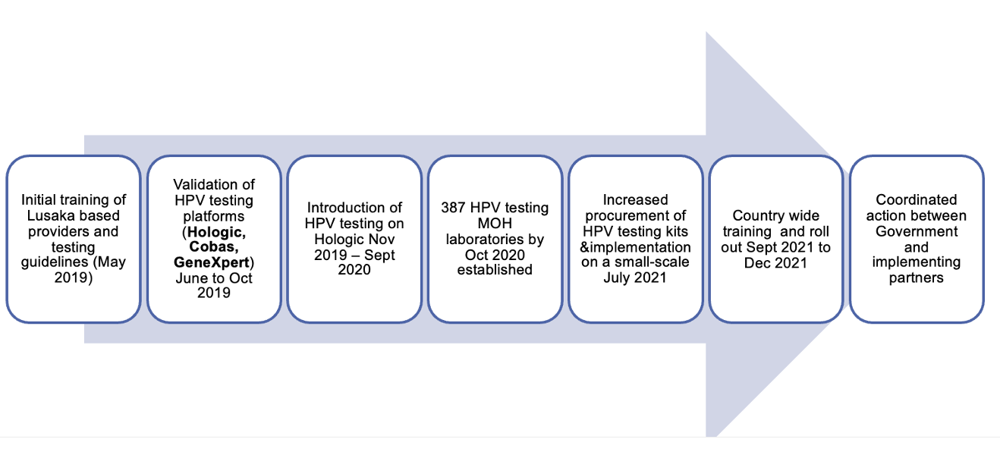 Initial training of
Lusaka based
providers and
testing
guidelines (May
2019)
Validation of
HPV testing
platforms
(Hologic,
Cobas,
GeneXpert)
June to Oct
2019
Introduction of
HPV testing on
Hologic Nov
2019 – Sept
2020
387 HPV testing
MOH
laboratories by
Oct 2020
established
Increased
procurement of
HPV testing kits
&implementation
on a small-scale
July 2021
Country wide
training  and roll
out Sept 2021 to
Dec 2021
Coordinated
action between
Government
and
implementing
partners